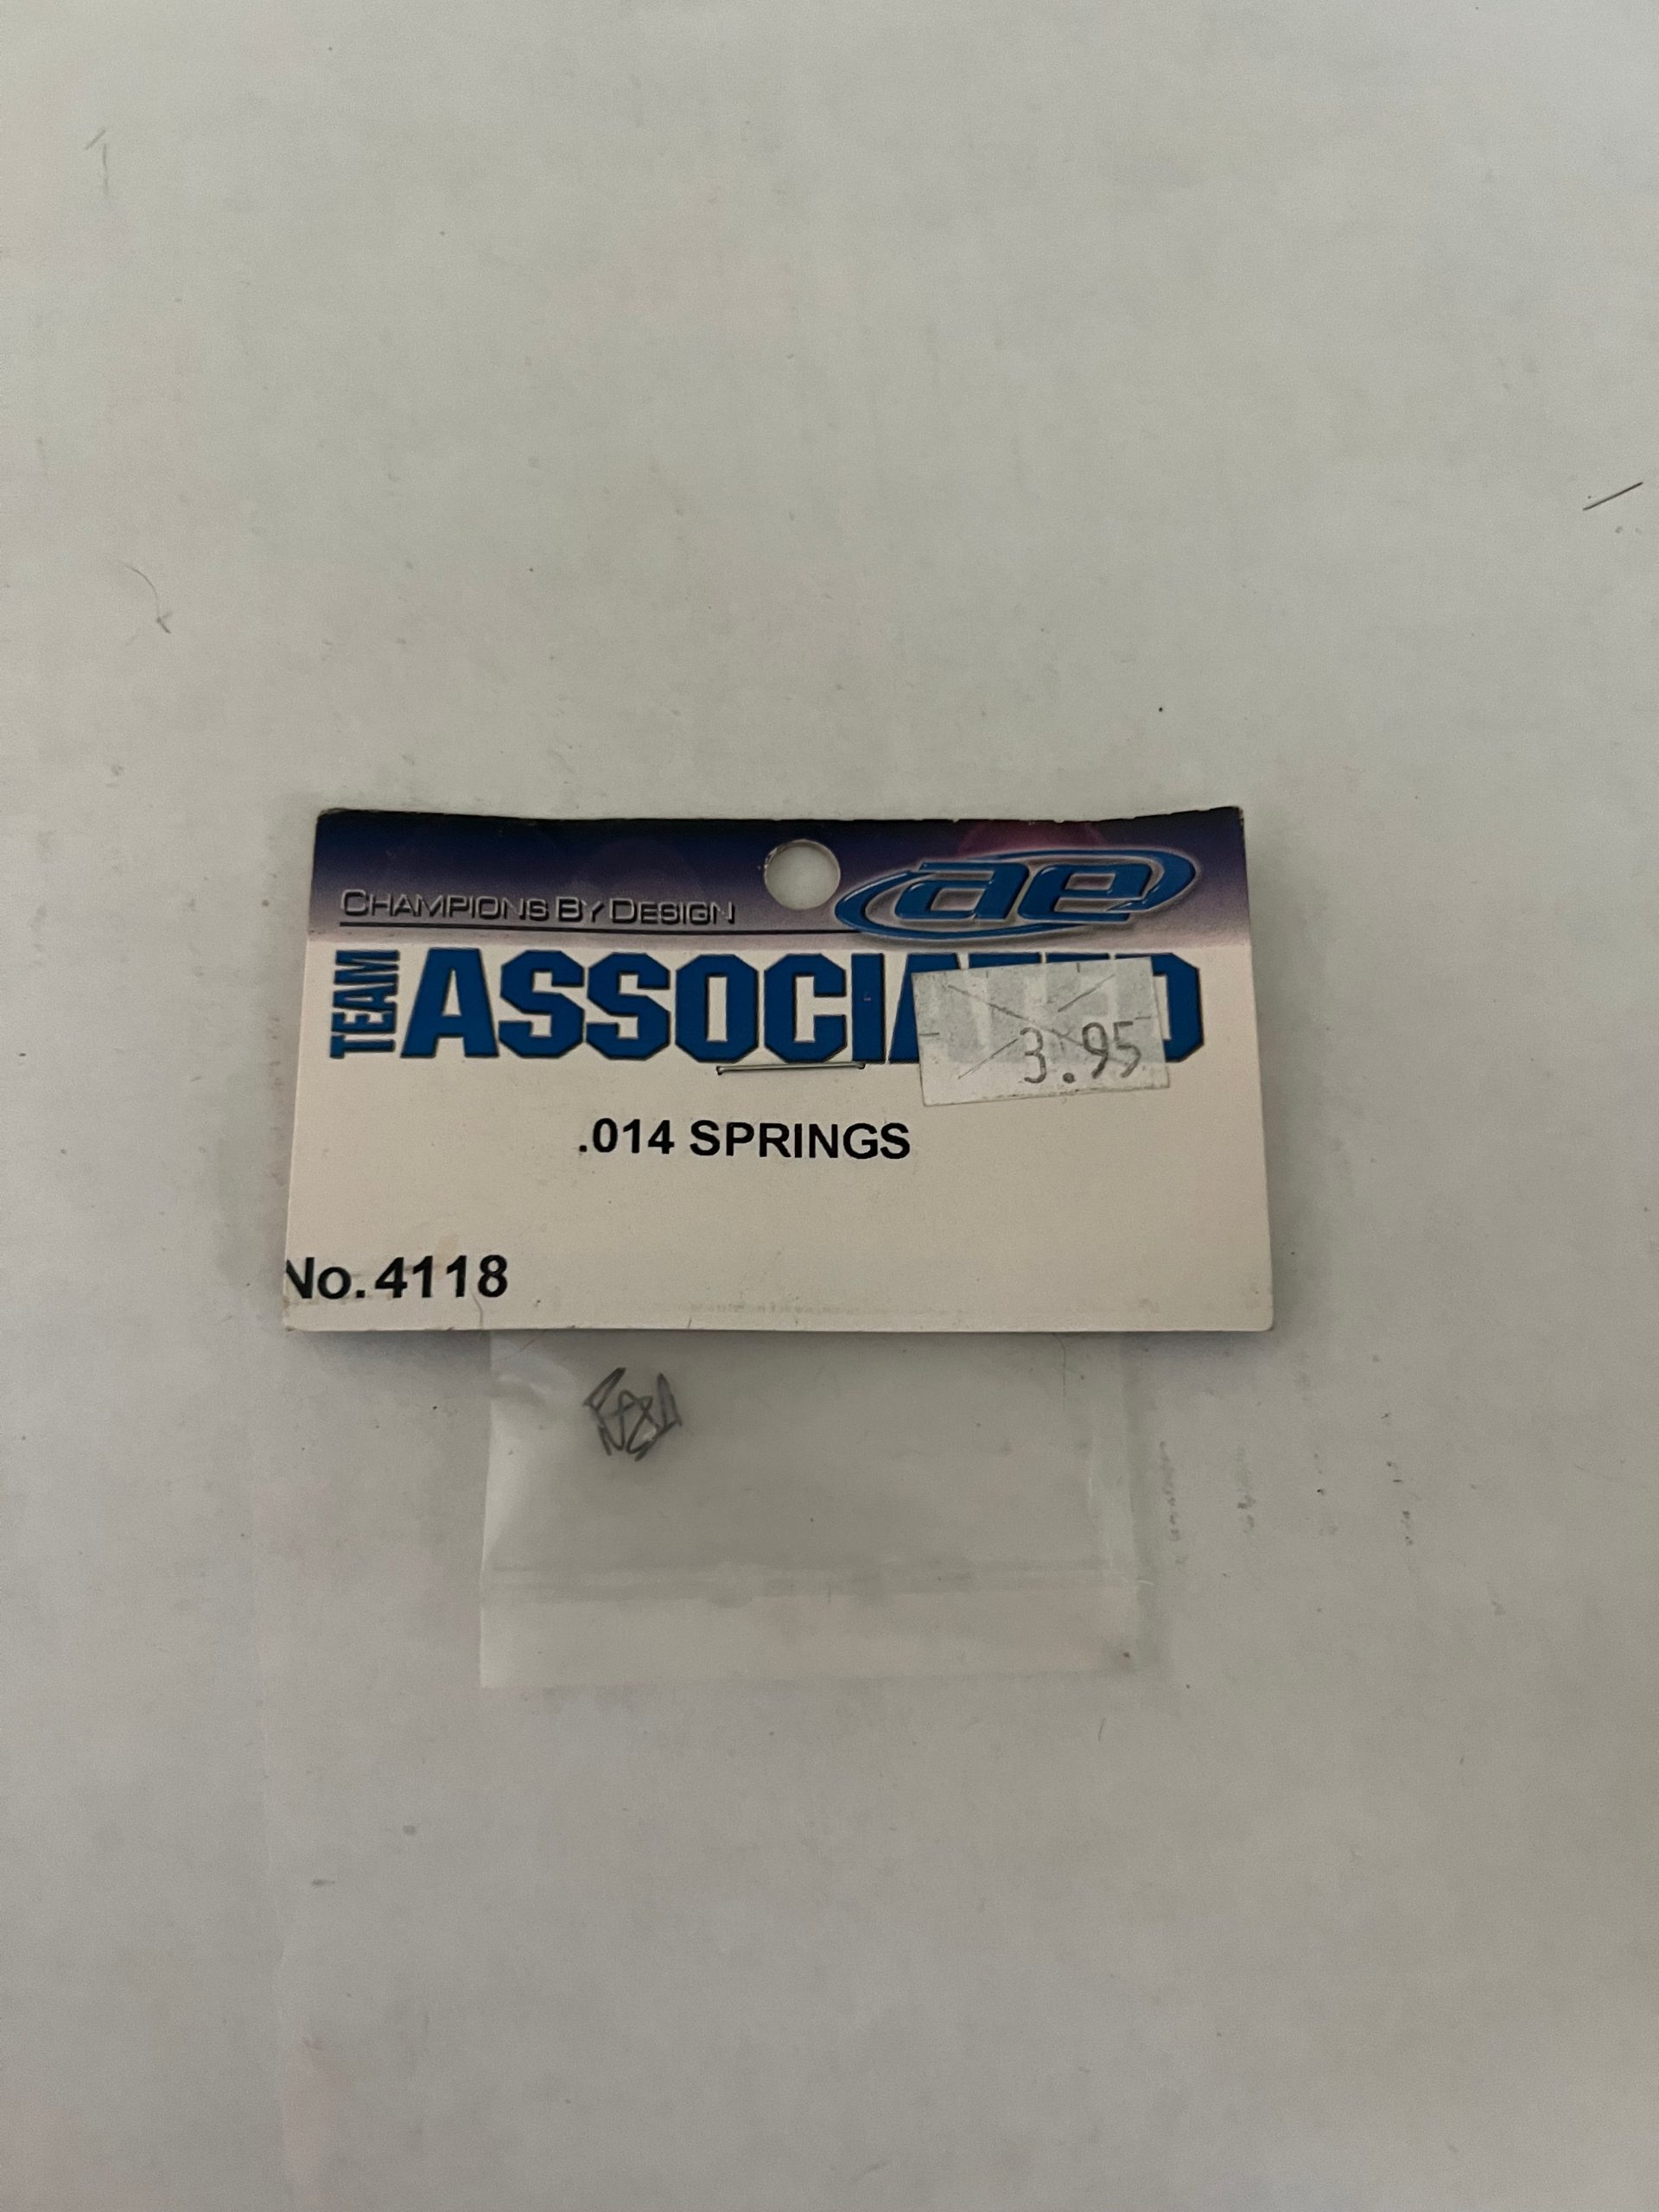 CHAMPIONS BY DESIGN
ae
TEAM ASSOCIATED
3.95
.014 SPRINGS
No. 4118